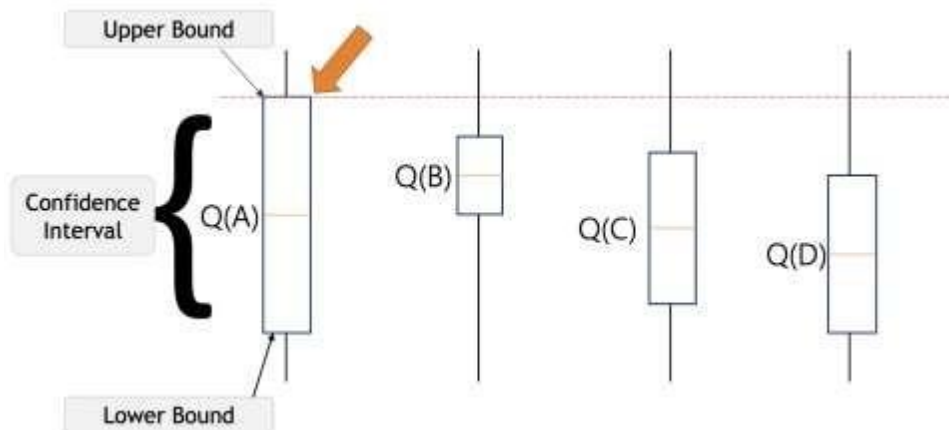 Upper Bound
Confidence
Interval
Q(A)
Q(B)
Q(C)
Q(D)
Lower Bound